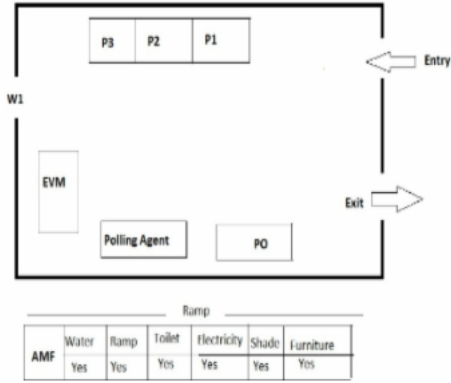 P3 P2 P1
Entry
W1
EVM
Exit
Polling Agent
PO
Ramp
AMF Water Ramp Toilet Electricity Shade Furniture
Yes Yes Yes Yes Yes Yes